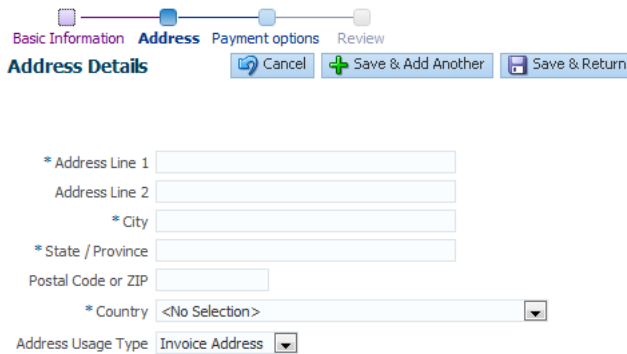 Basic Information Address Payment options Review
Address Details Cancel Save & Add Another Save & Return
* Address Line 1
Address Line 2
* City
* State / Province
Postal Code or ZIP
* Country <No Selection>
Address Usage Type Invoice Address